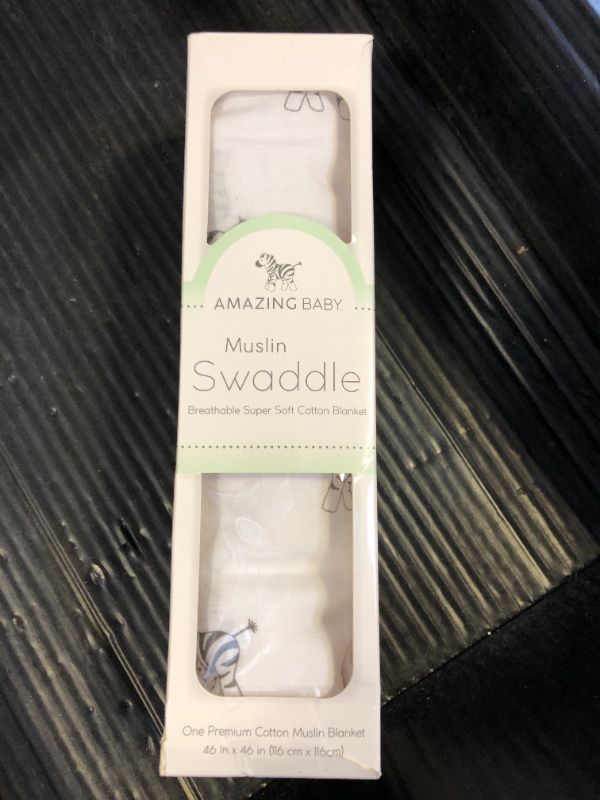 AMAZING BABY.
Muslin
Swaddle
Breathable Super Soft Cotton Blanket
One Premium Cotton Muslin Blanket
46 in x 46 in (116 cm x 116cm)